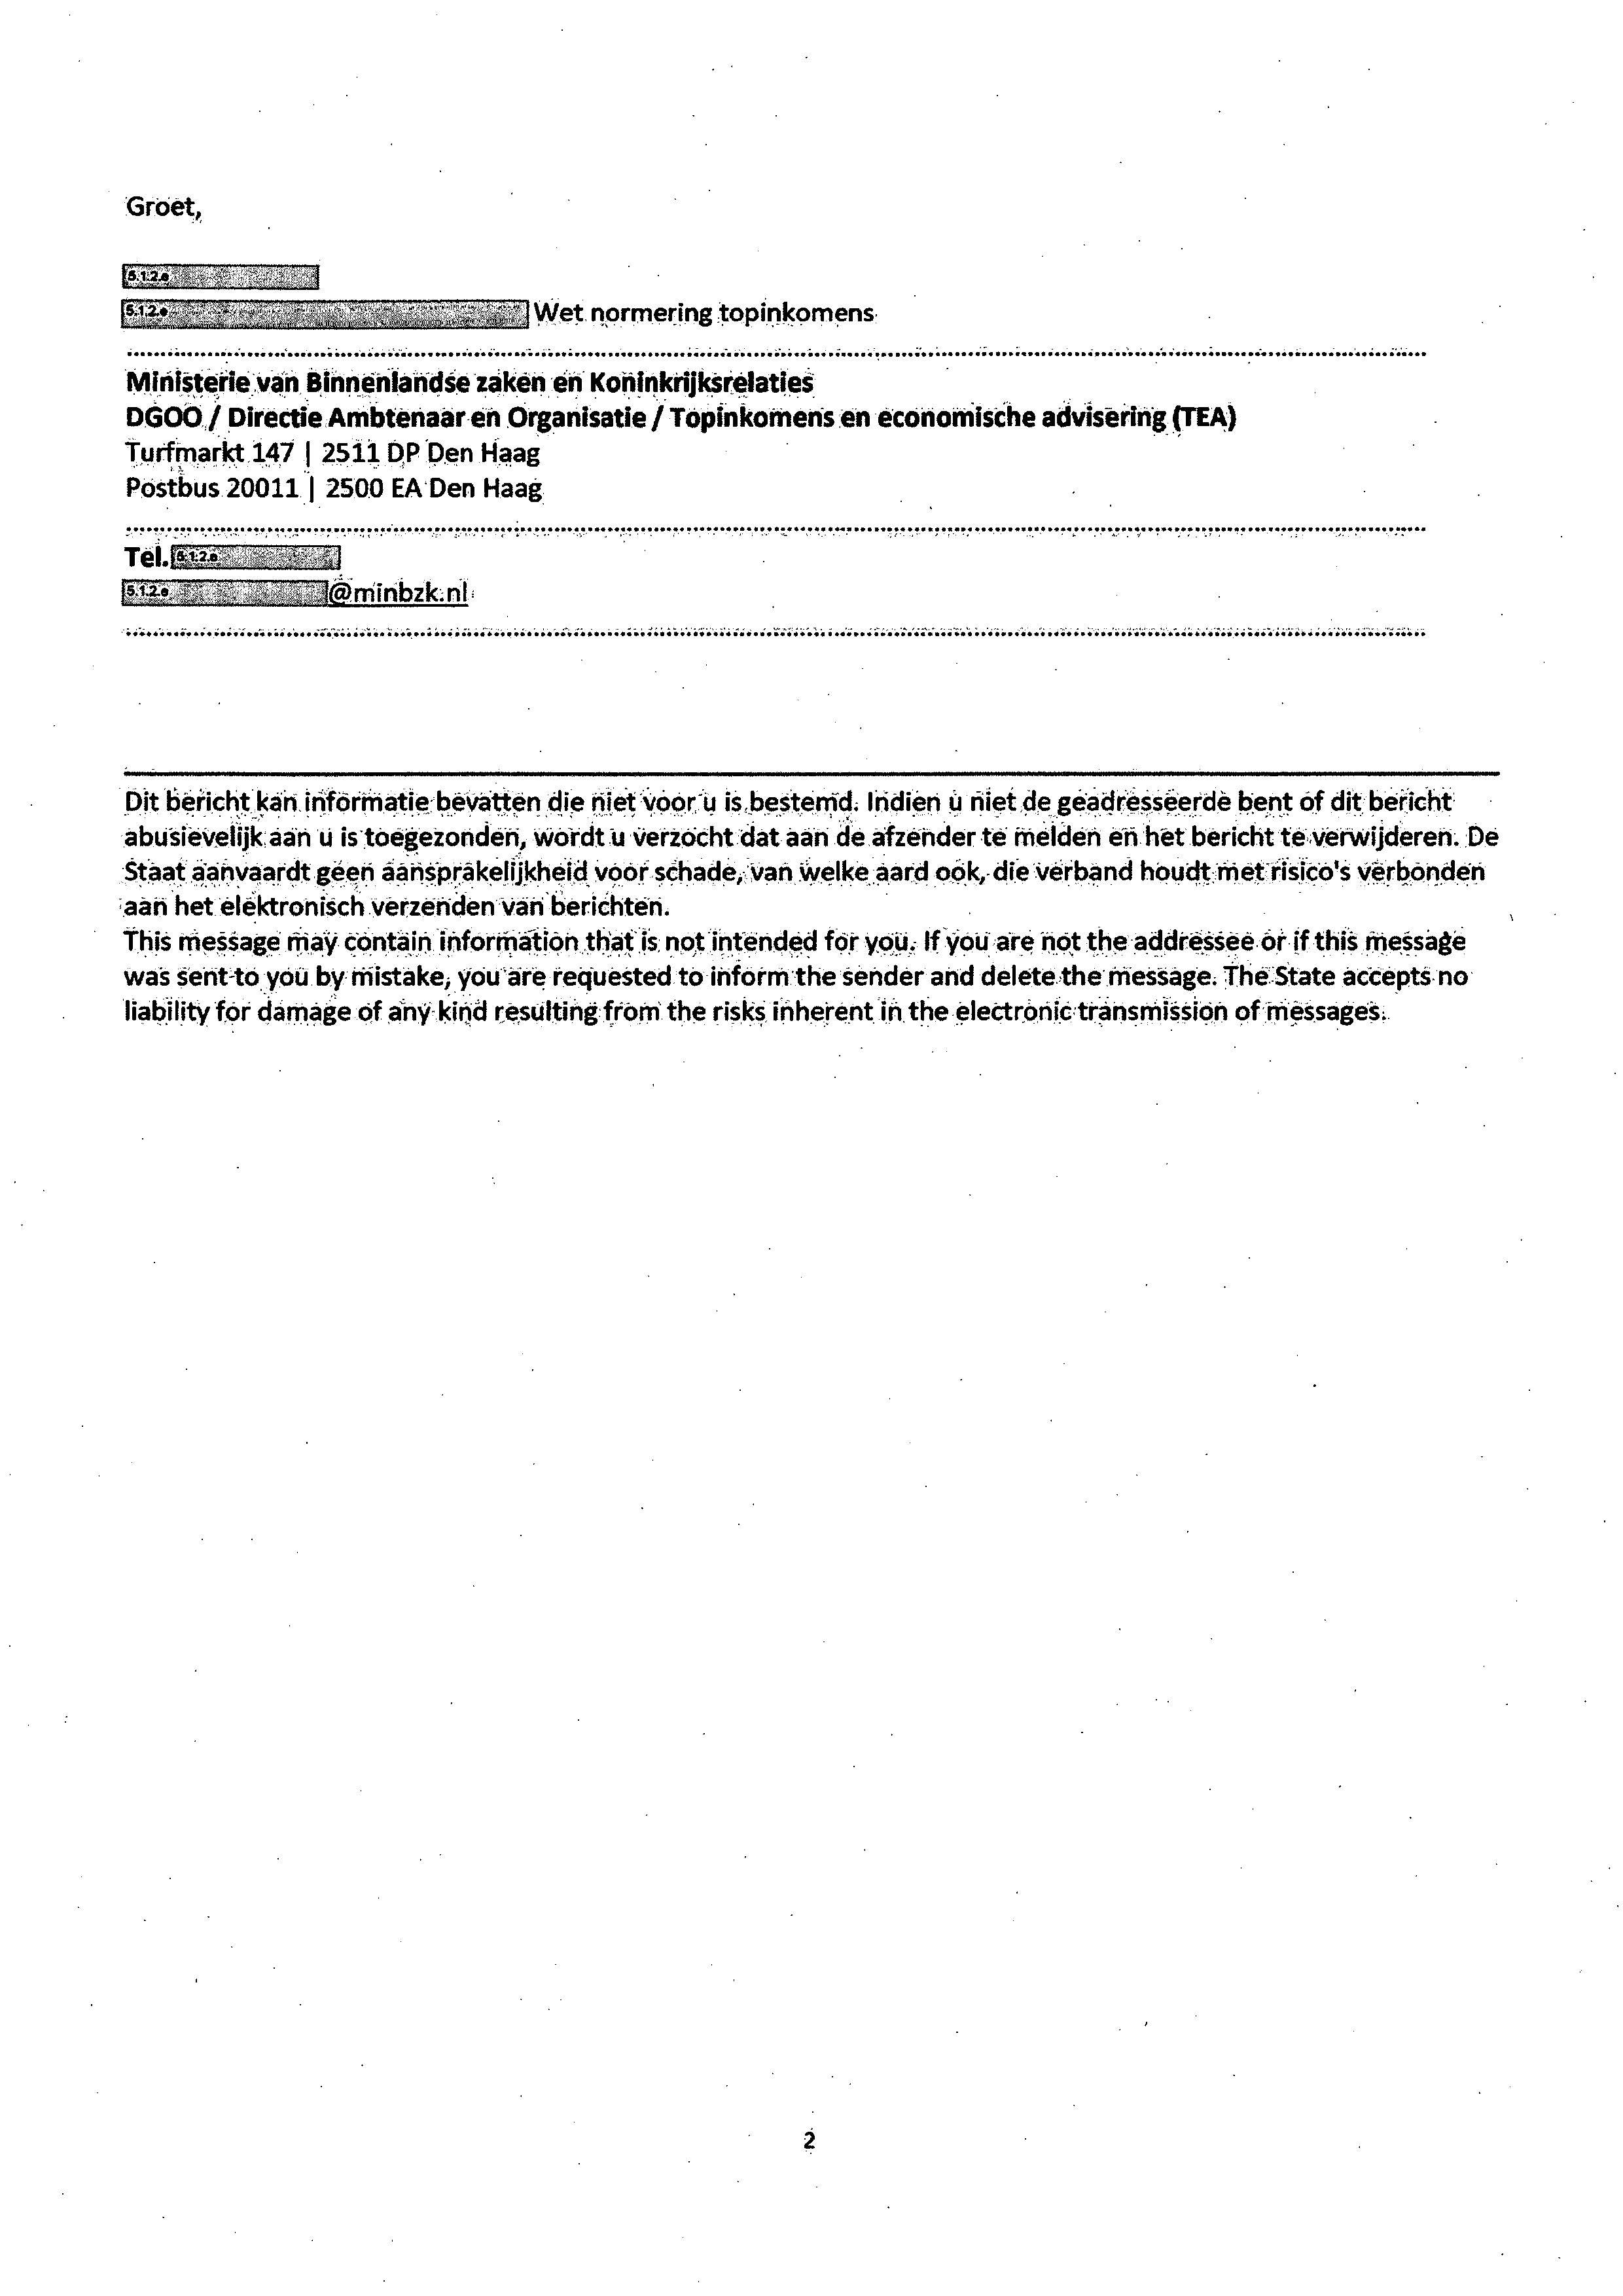 Groet,
5.1.2.e
5.1.2.e Wet normering topinkomens
Ministerie van Binnenlandse zaken en Koninkrijksrelaties
DGOO / Directie Ambtenaar en Organisatie / Topinkomens en economische advisering (TEA)
Turfmarkt 147 | 2511 DP Den Haag
Postbus 20011 | 2500 EA Den Haag
Tel. 5.1.2.e
5.1.2.e @minbzk.nl
Dit bericht kan informatie bevatten die niet voor u is bestemd. Indien u niet de geadresseerde bent of dit bericht
abusievelijk aan u is toegezonden, wordt u verzocht dat aan de afzender te melden en het bericht te verwijderen. De
Staat aanvaardt geen aansprakelijkheid voor schade, van welke aard ook, die verband houdt met risico's verbonden
aan het elektronisch verzenden van berichten.
This message may contain information that is not intended for you. If you are not the addressee or if this message
was sent to you by mistake, you are requested to inform the sender and delete the message. The State accepts no
liability for damage of any kind resulting from the risks inherent in the electronic transmission of messages.
2